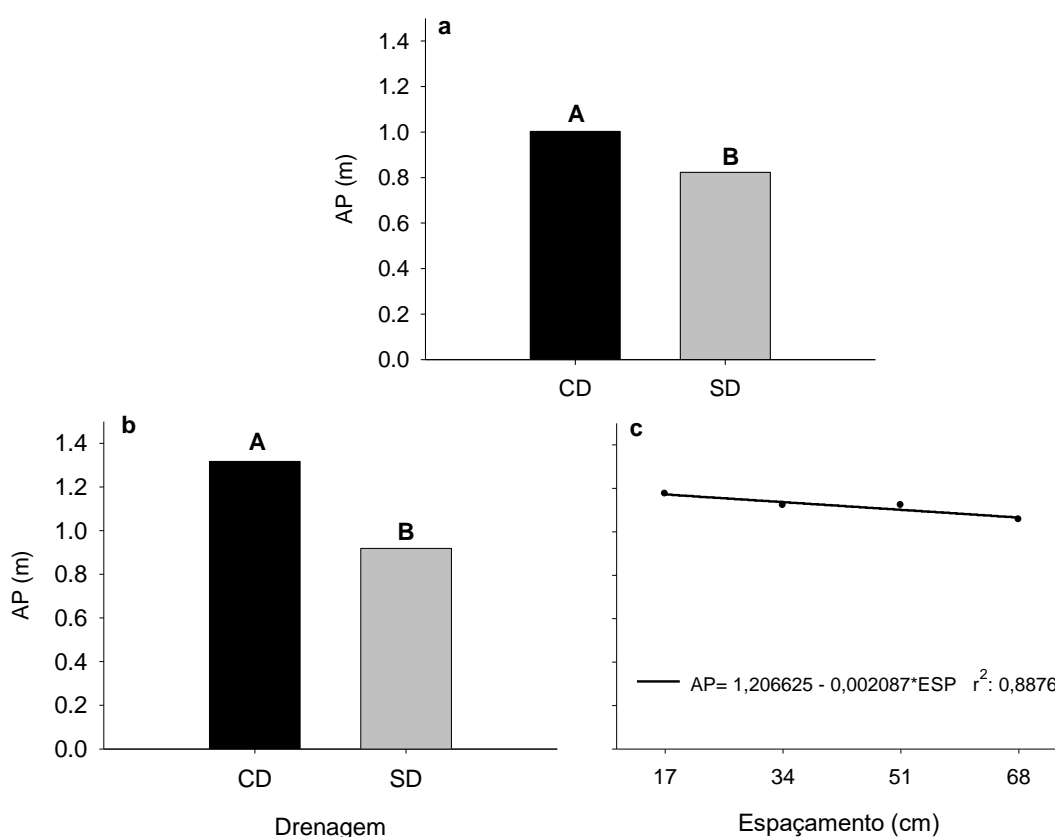 a
1.4
1.2
1.0
0.8
0.6
0.4
0.2
0.0
AP (m)
A
B
CD SD
b
1.4
1.2
1.0
0.8
0.6
0.4
0.2
0.0
AP (m)
A
B
CD SD
Drenagem
c
AP= 1,206625 - 0,002087*ESP r²: 0,8876
17 34 51 68
Espaçamento (cm)